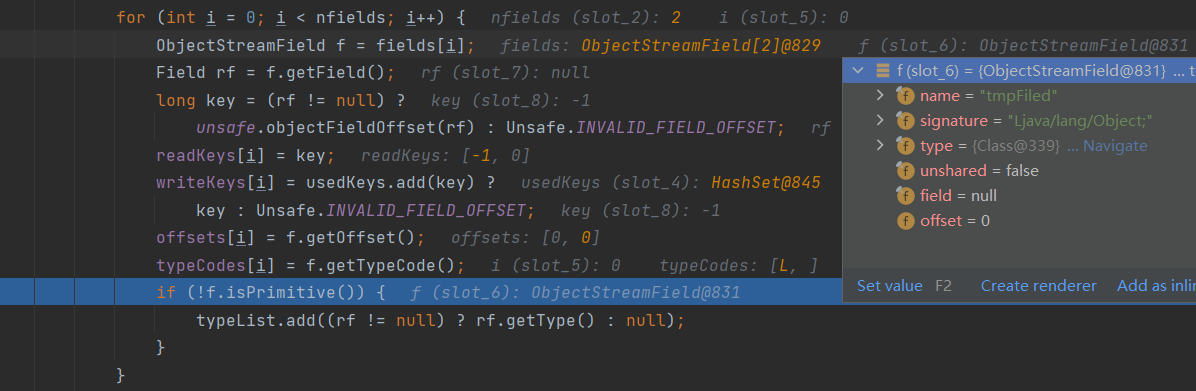 for (int i = 0; i < nfields; i++) { nfields (slot_2): 2 i (slot_5): 0
ObjectStreamField f = fields[i]; fields: ObjectStreamField[2]@829 f (slot_6): ObjectStreamField@831
Field rf = f.getField(); rf (slot_7): null
long key = (rf != null) ? key (slot_8): -1
unsafe.objectFieldOffset(rf) : Unsafe.INVALID_FIELD_OFFSET; rf
readKeys[i] = key; readKeys: [-1, 0]
writeKeys[i] = usedKeys.add(key) ? usedKeys (slot_4): HashSet@845
key : Unsafe.INVALID_FIELD_OFFSET; key (slot_8): -1
offsets[i] = f.getOffset(); offsets: [0, 0]
typeCodes[i] = f.getTypeCode(); i (slot_5): 0 typeCodes: [L, ]
if (!f.isPrimitive()) { f (slot_6): ObjectStreamField@831
typeList.add((rf != null) ? rf.getType() : null);
}
}
f (slot_6) = {ObjectStreamField@831} ... t
f name = "tmpFiled"
f signature = "Ljava/lang/Object;"
f type = {Class@339} ... Navigate
f unshared = false
f field = null
f offset = 0
Set value F2 Create renderer Add as inli